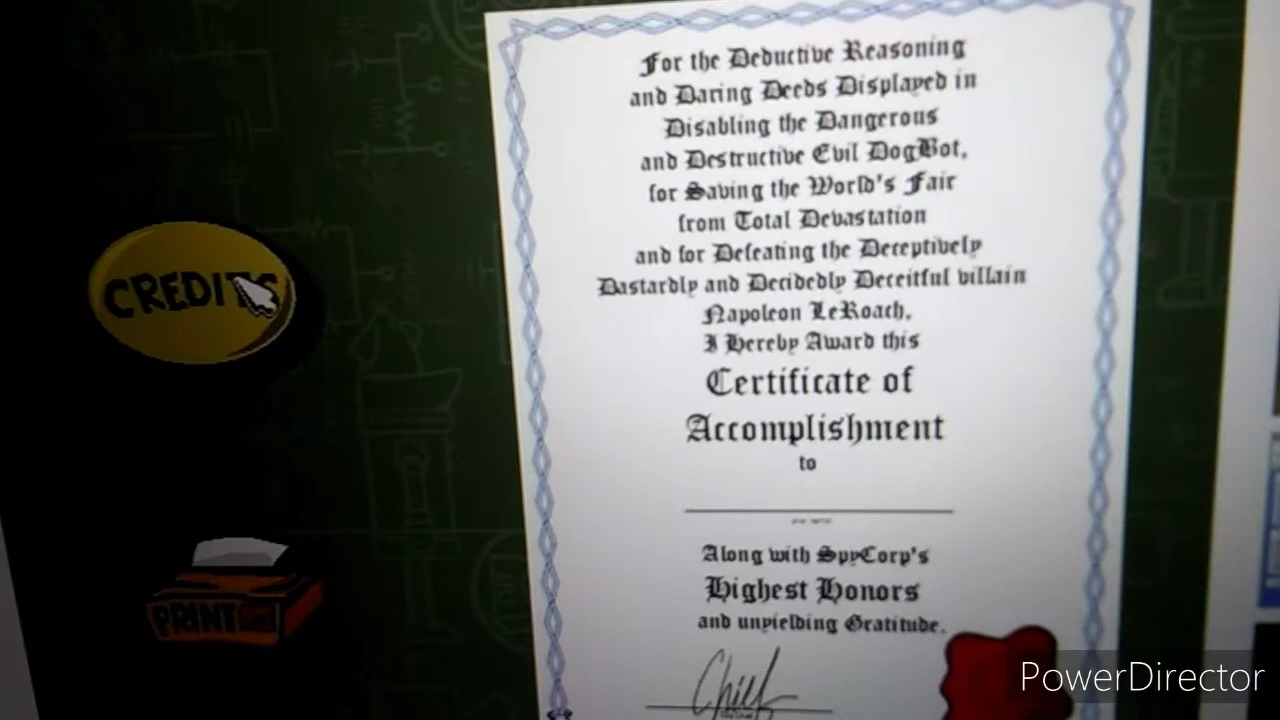 For the Deductive Reasoning
and Daring Deeds Displayed in
Disabling the Dangerous
and Destructive Evil DogBot,
for Saving the World's Fair
from Total Devastation
and for Defeating the Deceptively
Dastardly and Decidedly Deceitful villain
Napoleon LeRoach,
I Hereby Award this
Certificate of
Accomplishment
to
Along with SpyCorp's
Highest Honors
and unyielding Gratitude.
Chief
CREDITS
PRINT
PowerDirector